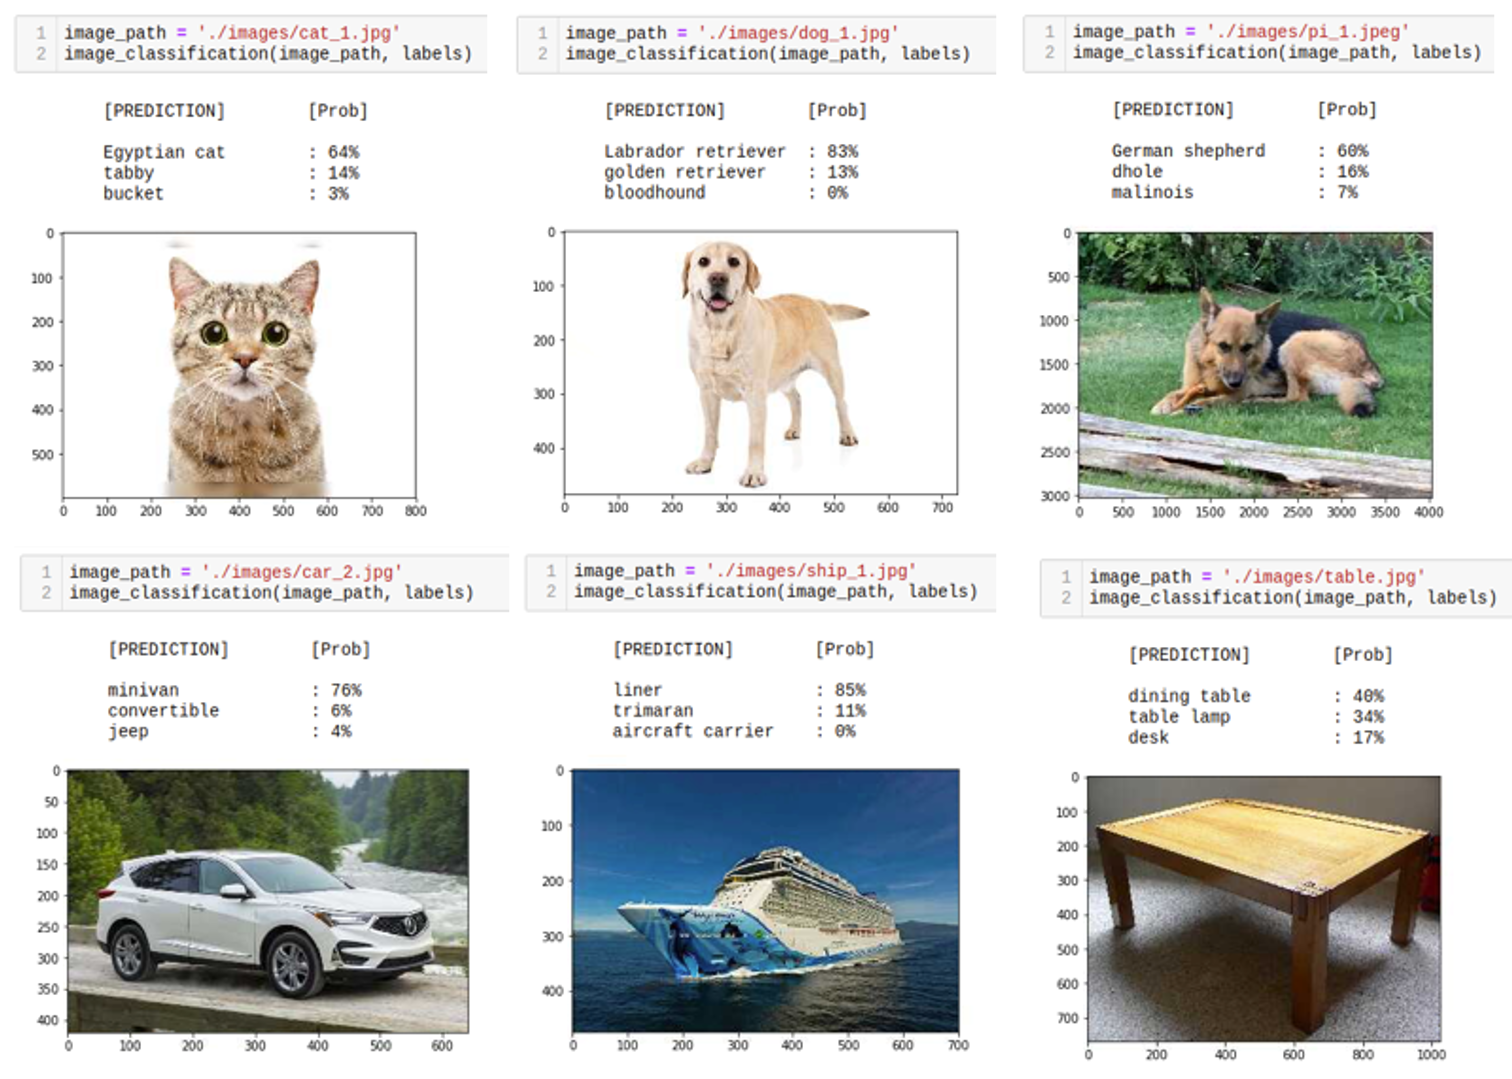 1 image_path = './images/cat_1.jpg'
2 image_classification(image_path, labels)
[PREDICTION] [Prob]
Egyptian cat : 64%
tabby : 14%
bucket : 3%
0
100
200
300
400
500
0 100 200 300 400 500 600 700 800
1 image_path = './images/dog_1.jpg'
2 image_classification(image_path, labels)
[PREDICTION] [Prob]
Labrador retriever : 83%
golden retriever : 13%
bloodhound : 0%
0
100
200
300
400
0 100 200 300 400 500 600 700
1 image_path = './images/pi_1.jpeg'
2 image_classification(image_path, labels)
[PREDICTION] [Prob]
German shepherd : 60%
dhole : 16%
malinois : 7%
0
500
1000
1500
2000
2500
3000
0 500 1000 1500 2000 2500 3000 3500 4000
1 image_path = './images/car_2.jpg'
2 image_classification(image_path, labels)
[PREDICTION] [Prob]
minivan : 76%
convertible : 6%
jeep : 4%
0
50
100
150
200
250
300
350
400
0 100 200 300 400 500 600
1 image_path = './images/ship_1.jpg'
2 image_classification(image_path, labels)
[PREDICTION] [Prob]
liner : 85%
trimaran : 11%
aircraft carrier : 0%
0
100
200
300
400
0 100 200 300 400 500 600 700
1 image_path = './images/table.jpg'
2 image_classification(image_path, labels)
[PREDICTION] [Prob]
dining table : 40%
table lamp : 34%
desk : 17%
0
100
200
300
400
500
600
700
0 200 400 600 800 1000